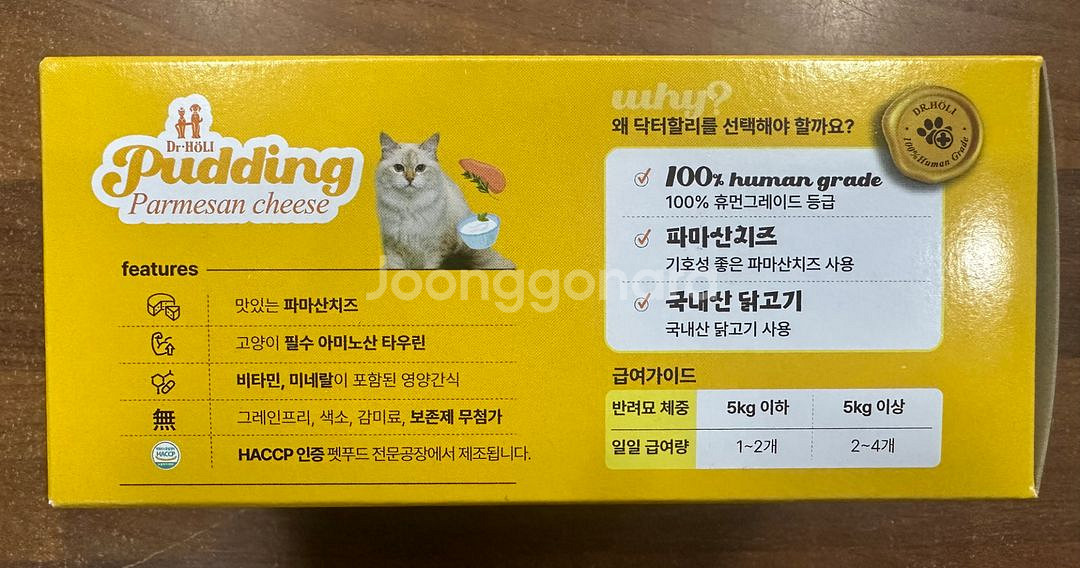 Dr·HÖLI
Pudding
Parmesan cheese
features
맛있는 파마산치즈
고양이 필수 아미노산 타우린
비타민, 미네랄이 포함된 영양간식
無
그레인프리, 색소, 감미료, 보존제 무첨가
HACCP
HACCP 인증 펫푸드 전문공장에서 제조됩니다.
why?
왜 닥터할리를 선택해야 할까요?
DR.HÖLI
100% Human Grade
100% human grade
100% 휴먼그레이드 등급
파마산치즈
기호성 좋은 파마산치즈 사용
국내산 닭고기
국내산 닭고기 사용
급여가이드
반려묘 체중 5kg 이하 5kg 이상
일일 급여량 1~2개 2~4개
Joonggonara